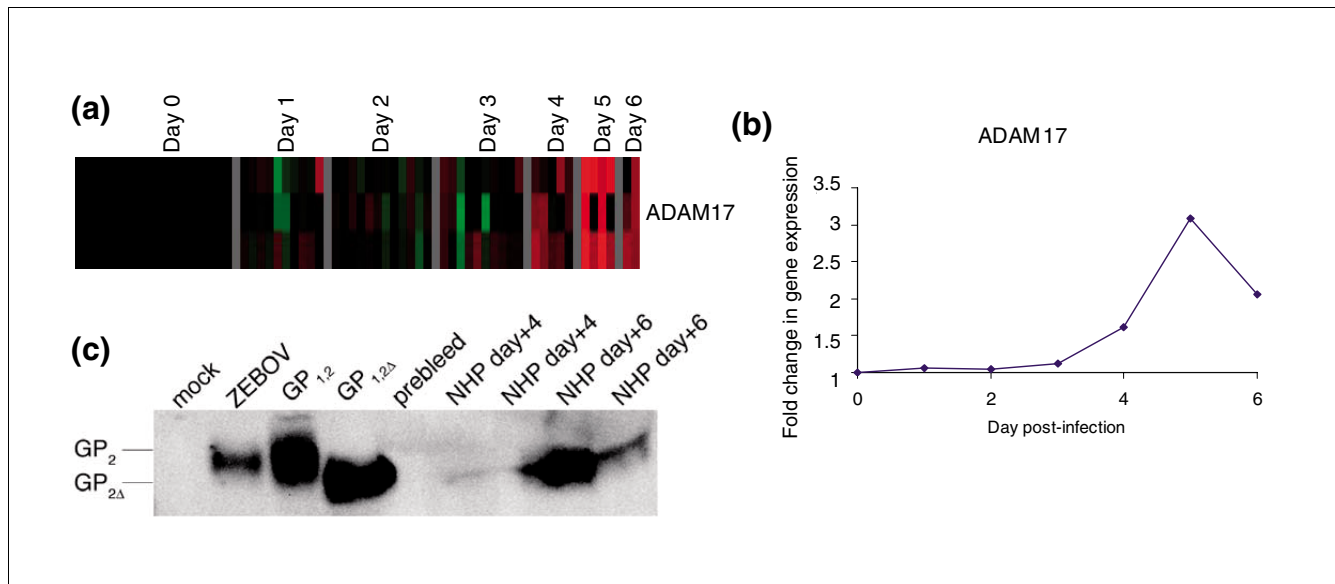 (a)
Day 0
Day 1
Day 2
Day 3
Day 4
Day 5
Day 6
ADAM17
(b)
ADAM17
Fold change in gene expression
3.5
3
2.5
2
1.5
1
0
2
4
6
Day post-infection
(c)
mock
ZEBOV
GP 1,2
GP 1,2Δ
prebleed
NHP day+4
NHP day+4
NHP day+6
NHP day+6
GP2
GP2Δ